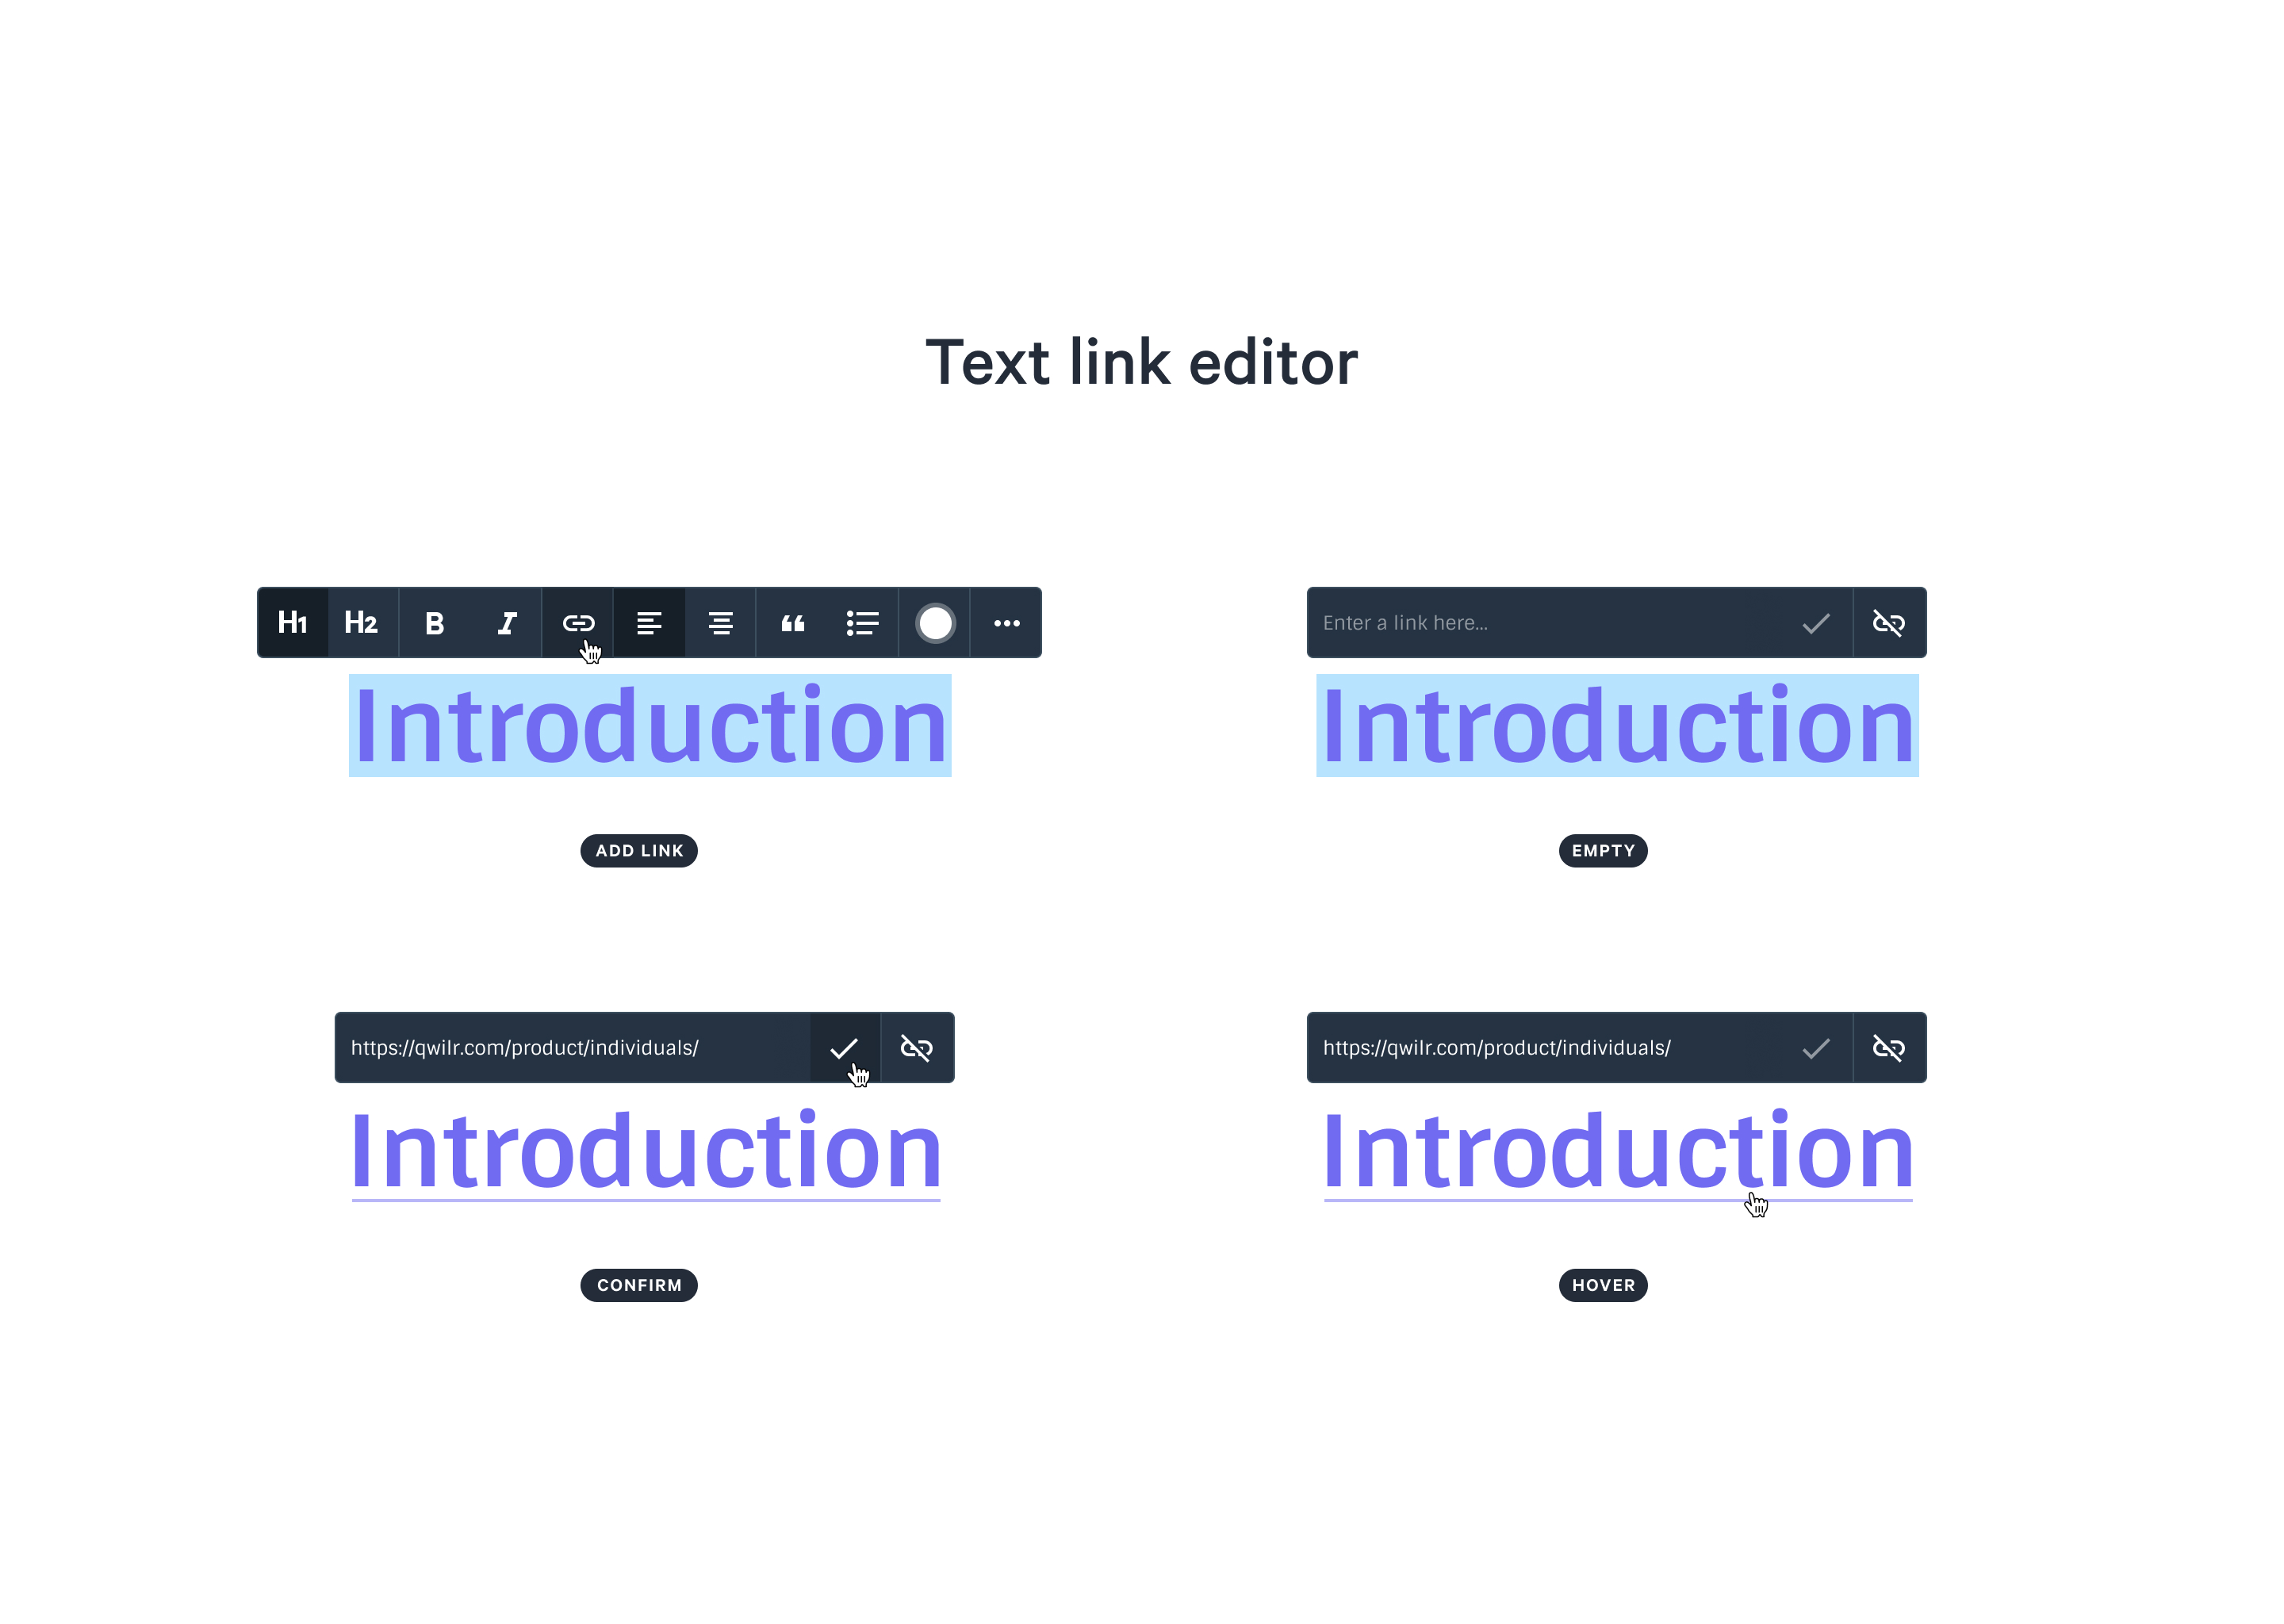 Text link editor
H1 H2 B I
Enter a link here...
Introduction
Introduction
ADD LINK
EMPTY
https://qwilr.com/product/individuals/
https://qwilr.com/product/individuals/
Introduction
Introduction
CONFIRM
HOVER